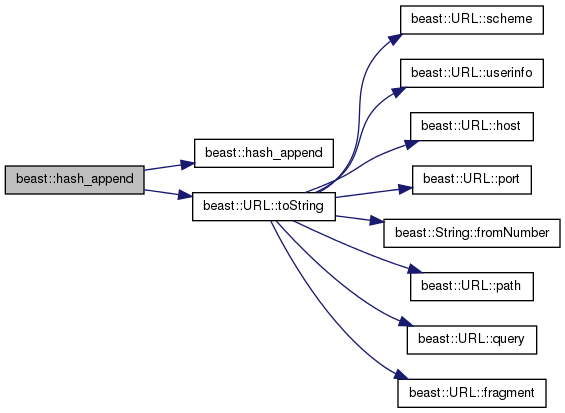 beast::hash_append
beast::hash_append
beast::URL::toString
beast::URL::scheme
beast::URL::userinfo
beast::URL::host
beast::URL::port
beast::String::fromNumber
beast::URL::path
beast::URL::query
beast::URL::fragment